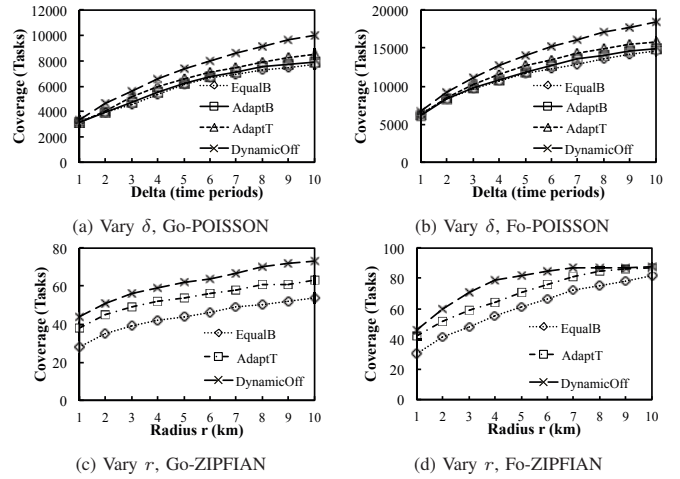 12000
10000
8000
6000
4000
2000
0
Coverage (Tasks)
EqualB
AdaptB
AdaptT
DynamicOff
1 2 3 4 5 6 7 8 9 10
Delta (time periods)
(a) Vary δ, Go-POISSON
20000
15000
10000
5000
0
Coverage (Tasks)
EqualB
AdaptB
AdaptT
DynamicOff
1 2 3 4 5 6 7 8 9 10
Delta (time periods)
(b) Vary δ, Fo-POISSON
80
60
40
20
0
Coverage (Tasks)
EqualB
AdaptT
DynamicOff
1 2 3 4 5 6 7 8 9 10
Radius r (km)
(c) Vary r, Go-ZIPFIAN
100
80
60
40
20
0
Coverage (Tasks)
EqualB
AdaptT
DynamicOff
1 2 3 4 5 6 7 8 9 10
Radius r (km)
(d) Vary r, Fo-ZIPFIAN